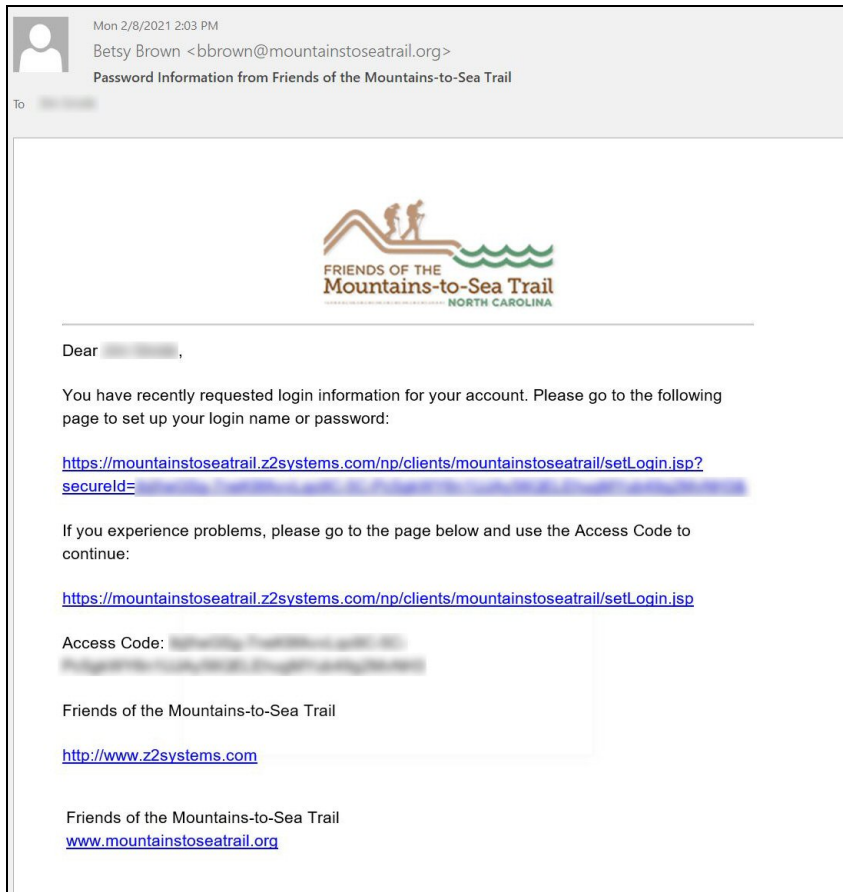 Mon 2/8/2021 2:03 PM
Betsy Brown <bbrown@mountainstoseatrail.org>
Password Information from Friends of the Mountains-to-Sea Trail
To
FRIENDS OF THE
Mountains-to-Sea Trail
NORTH CAROLINA
Dear ,
You have recently requested login information for your account. Please go to the following
page to set up your login name or password:
https://mountainstoseatrail.z2systems.com/np/clients/mountainstoseatrail/setLogin.jsp?
secureId=
If you experience problems, please go to the page below and use the Access Code to
continue:
https://mountainstoseatrail.z2systems.com/np/clients/mountainstoseatrail/setLogin.jsp
Access Code:
Friends of the Mountains-to-Sea Trail
http://www.z2systems.com
Friends of the Mountains-to-Sea Trail
www.mountainstoseatrail.org